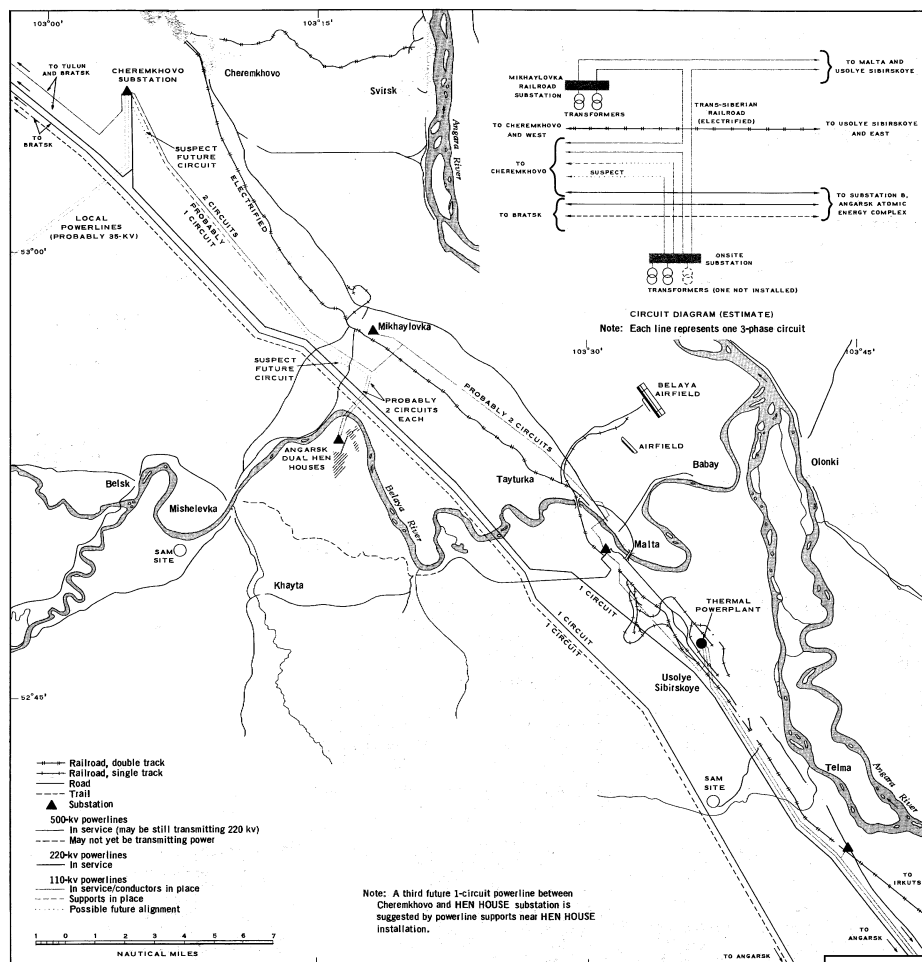 103°00'
103°15'
TO TULUN
AND BRATSK
CHEREMKHOVO
SUBSTATION
Cheremkhovo
Svirsk
Angara River
TO
BRATSK
SUSPECT
FUTURE
CIRCUIT
ELECTRIFIED
2 CIRCUITS
PROBABLY
1 CIRCUIT
LOCAL
POWERLINES
(PROBABLY 35-KV)
53°00'
MIKHAYLOVKA
RAILROAD
SUBSTATION
TRANSFORMERS
TO MALTA AND
USOLYE SIBIRSKOYE
TRANS-SIBERIAN
RAILROAD
(ELECTRIFIED)
TO CHEREMKHOVO
AND WEST
TO USOLYE SIBIRSKOYE
AND EAST
TO
CHEREMKHOVO
SUSPECT
TO BRATSK
TO SUBSTATION B,
ANGARSK ATOMIC
ENERGY COMPLEX
ONSITE
SUBSTATION
TRANSFORMERS (ONE NOT INSTALLED)
CIRCUIT DIAGRAM (ESTIMATE)
Note: Each line represents one 3-phase circuit
103°30'
103°45'
Mikhaylovka
SUSPECT
FUTURE
CIRCUIT
PROBABLY
2 CIRCUITS
EACH
PROBABLY 2 CIRCUITS
BELAYA
AIRFIELD
AIRFIELD
ANGARSK
DUAL HEN
HOUSES
Belsk
Mishelevka
Belaya
River
Tayturka
Babay
Olonki
SAM
SITE
Khayta
Malta
1 CIRCUIT
1 CIRCUIT
1 CIRCUIT
THERMAL
POWERPLANT
Usolye
Sibirskoye
52°45'
Telma
Angara
River
SAM
SITE
Railroad, double track
Railroad, single track
Road
Trail
Substation
500-kv powerlines
In service (may be still transmitting 220 kv)
May not yet be transmitting power
220-kv powerlines
In service
110-kv powerlines
In service/conductors in place
Supports in place
Possible future alignment
1 0 1 2 3 4 5 6 7
NAUTICAL MILES
Note: A third future 1-circuit powerline between
Cheremkhovo and HEN HOUSE substation is
suggested by powerline supports near HEN HOUSE
installation.
TO
IRKUTS
TO
ANGARSK
TO ANGARSK